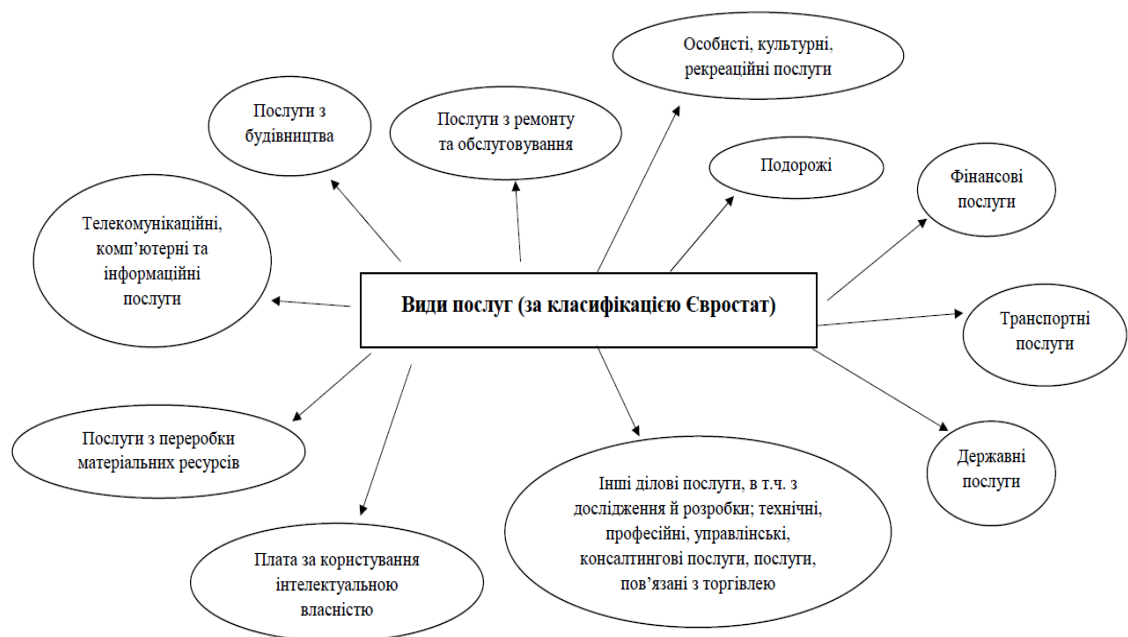 Особисті, культурні,
рекреаційні послуги
Послуги з
будівництва
Послуги з ремонту
та обслуговування
Подорожі
Фінансові
послуги
Телекомунікаційні,
комп’ютерні та
інформаційні
послуги
Види послуг (за класифікацією Євростат)
Транспортні
послуги
Послуги з переробки
матеріальних ресурсів
Державні
послуги
Інші ділові послуги, в т.ч. з
дослідження й розробки; технічні,
професійні, управлінські,
консалтингові послуги, послуги,
пов’язані з торгівлею
Плата за користування
інтелектуальною
власністю